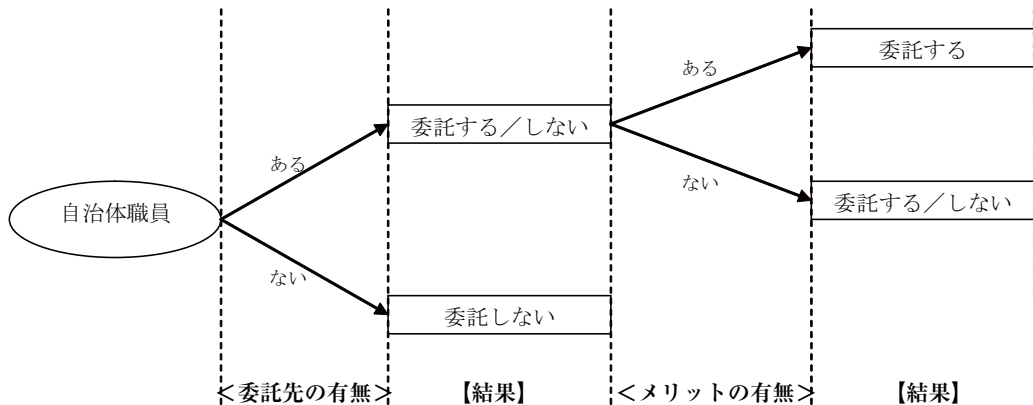 自治体職員
ある
ない
委託する／しない
委託しない
ある
ない
委託する
委託する／しない
＜委託先の有無＞
【結果】
＜メリットの有無＞
【結果】